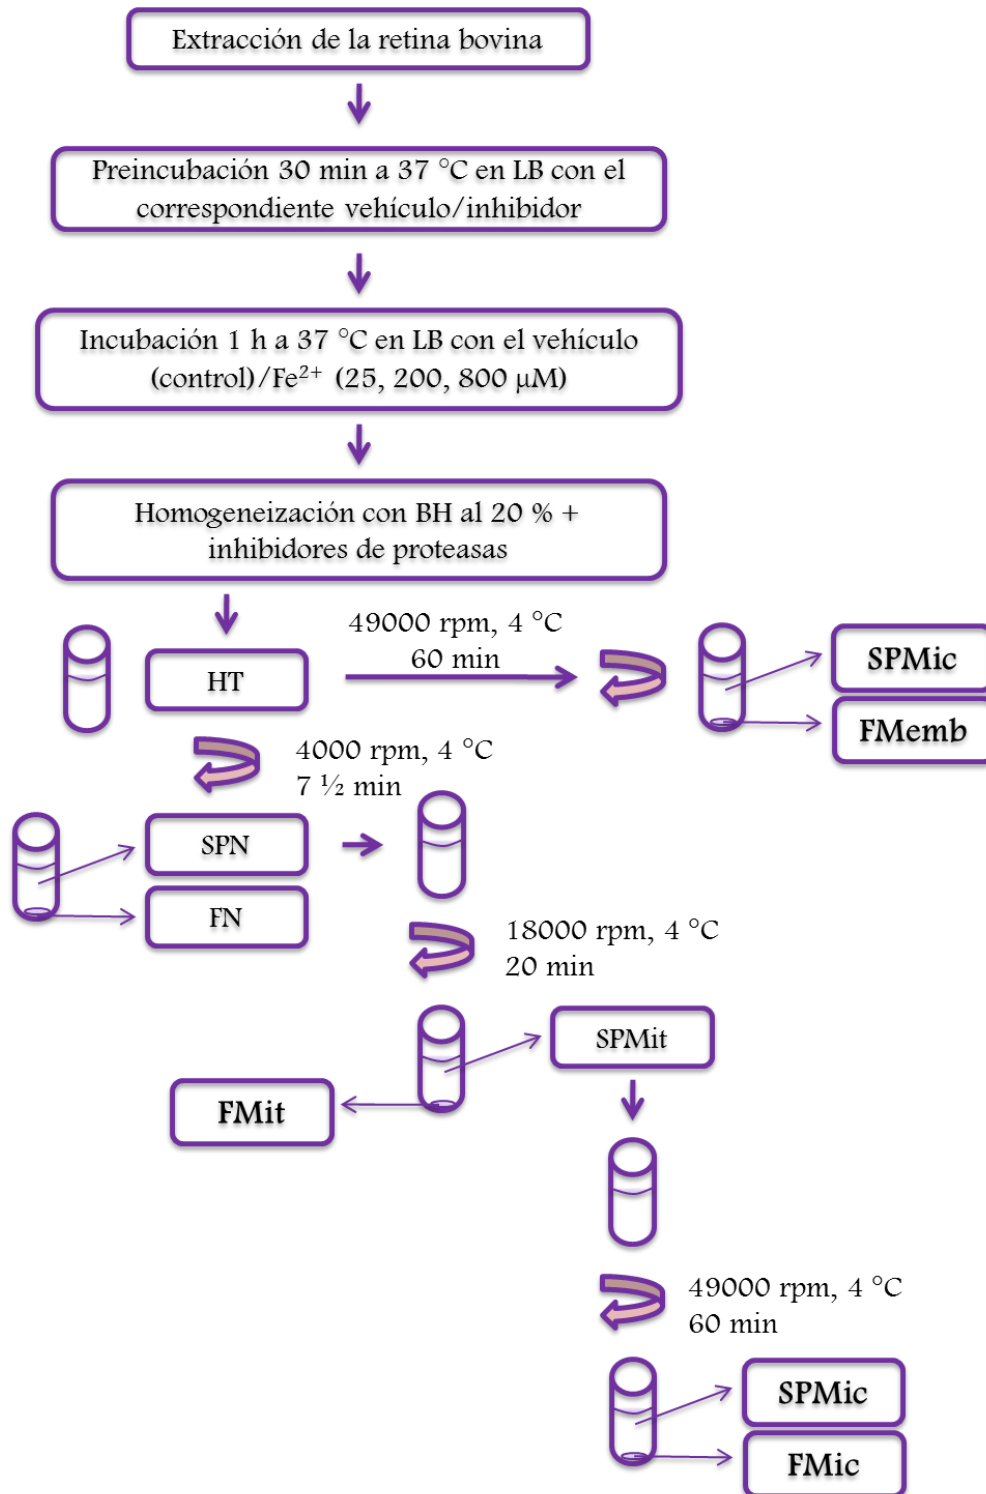 Extracción de la retina bovina
Preincubación 30 min a 37 °C en LB con el
correspondiente vehículo/inhibidor
Incubación 1 h a 37 °C en LB con el vehículo
(control)/Fe²⁺ (25, 200, 800 µM)
Homogeneización con BH al 20 % +
inhibidores de proteasas
HT
49000 rpm, 4 °C
60 min
SPMic
FMemb
4000 rpm, 4 °C
7 ½ min
SPN
FN
18000 rpm, 4 °C
20 min
SPMit
FMit
49000 rpm, 4 °C
60 min
SPMic
FMic